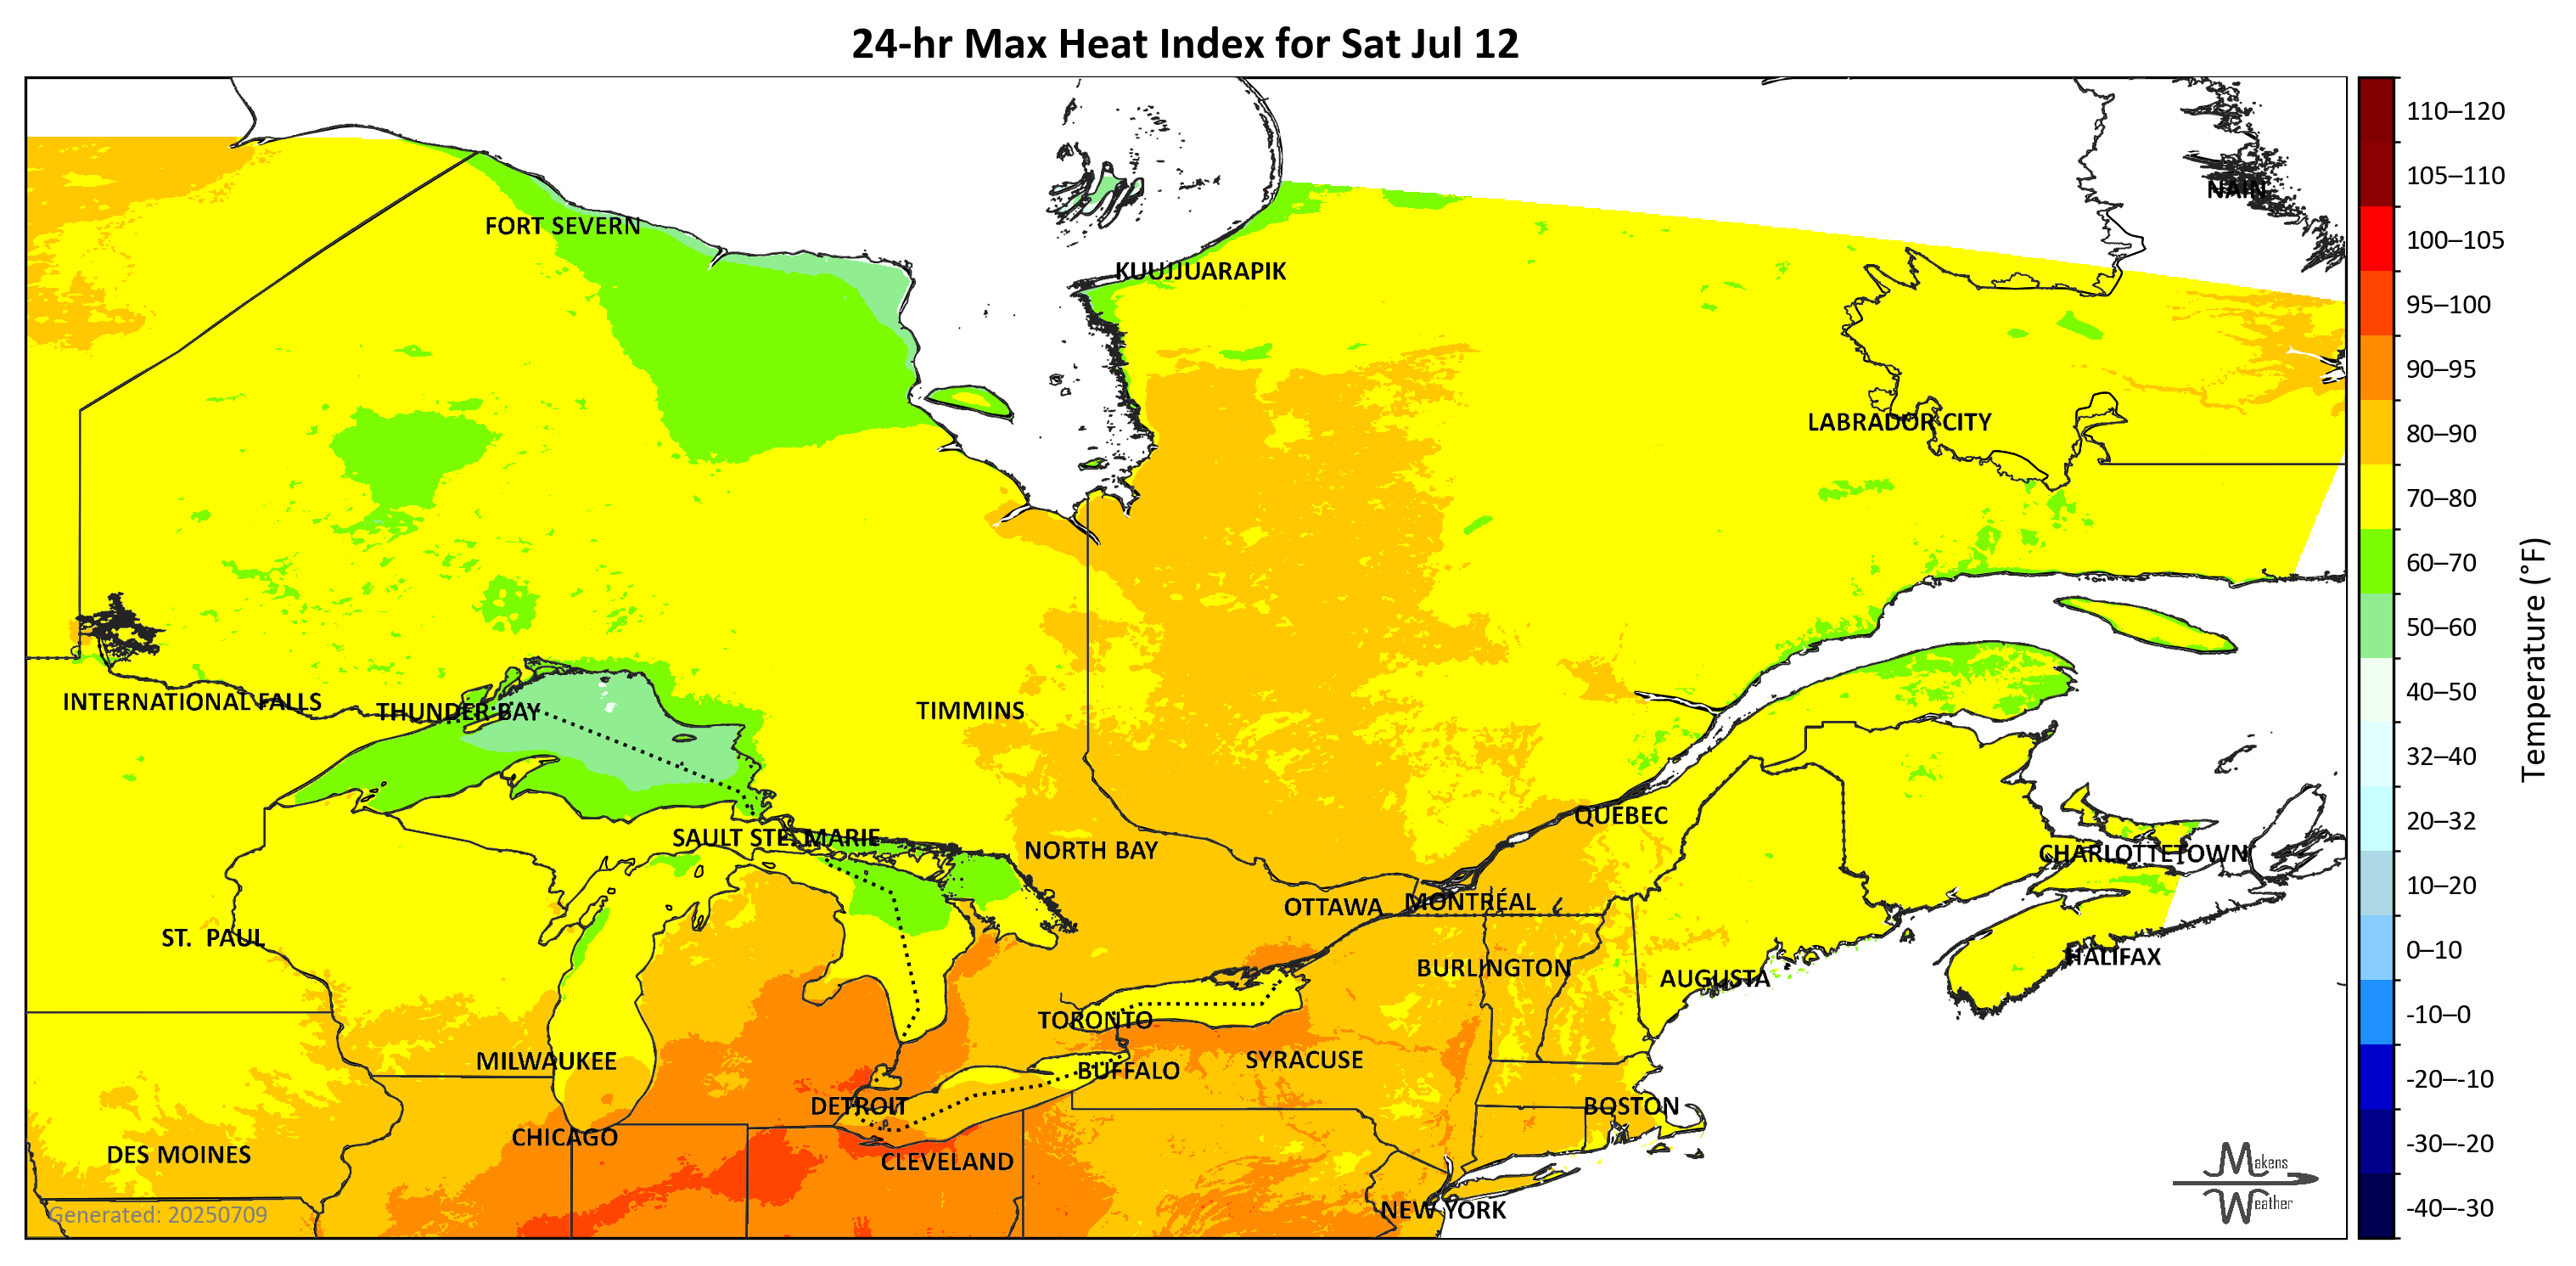 24-hr Max Heat Index for Sat Jul 12
110–120
105–110
NAIN
FORT SEVERN
100–105
KUUJJUARAPIK
95–100
90–95
LABRADOR CITY
80–90
70–80
60–70
50–60
Temperature (°F)
INTERNATIONAL FALLS
THUNDER BAY
TIMMINS
40–50
32–40
QUÉBEC
20–32
SAULT STE. MARIE
NORTH BAY
CHARLOTTETOWN
10–20
OTTAWA
MONTRÉAL
ST. PAUL
0–10
HALIFAX
BURLINGTON
AUGUSTA
TORONTO
-10–0
MILWAUKEE
SYRACUSE
BUFFALO
-20–-10
DETROIT
BOSTON
CHICAGO
-30–-20
DES MOINES
CLEVELAND
Makens
Weather
NEW YORK
-40–-30
Generated: 20250709